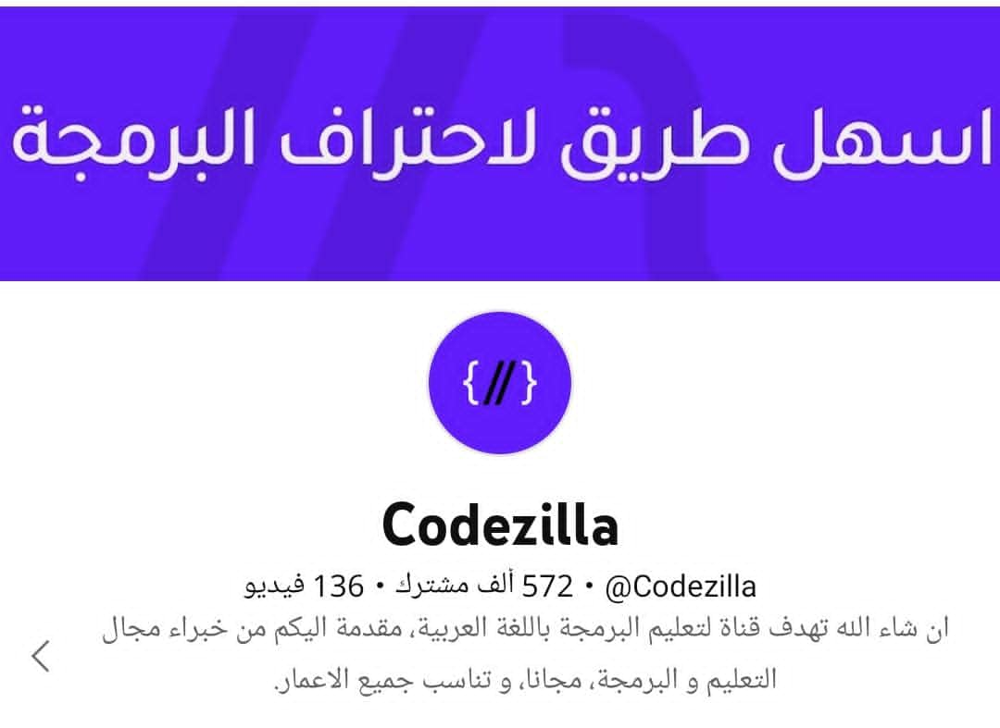 اسهل طريق لاحتراف البرمجة
{//}
Codezilla
@Codezilla • 572 ألف مشترك • 136 فيديو
ان شاء الله تهدف قناة لتعليم البرمجة باللغة العربية، مقدمة اليكم من خبراء مجال
التعليم و البرمجة، مجانا، و تناسب جميع الاعمار.